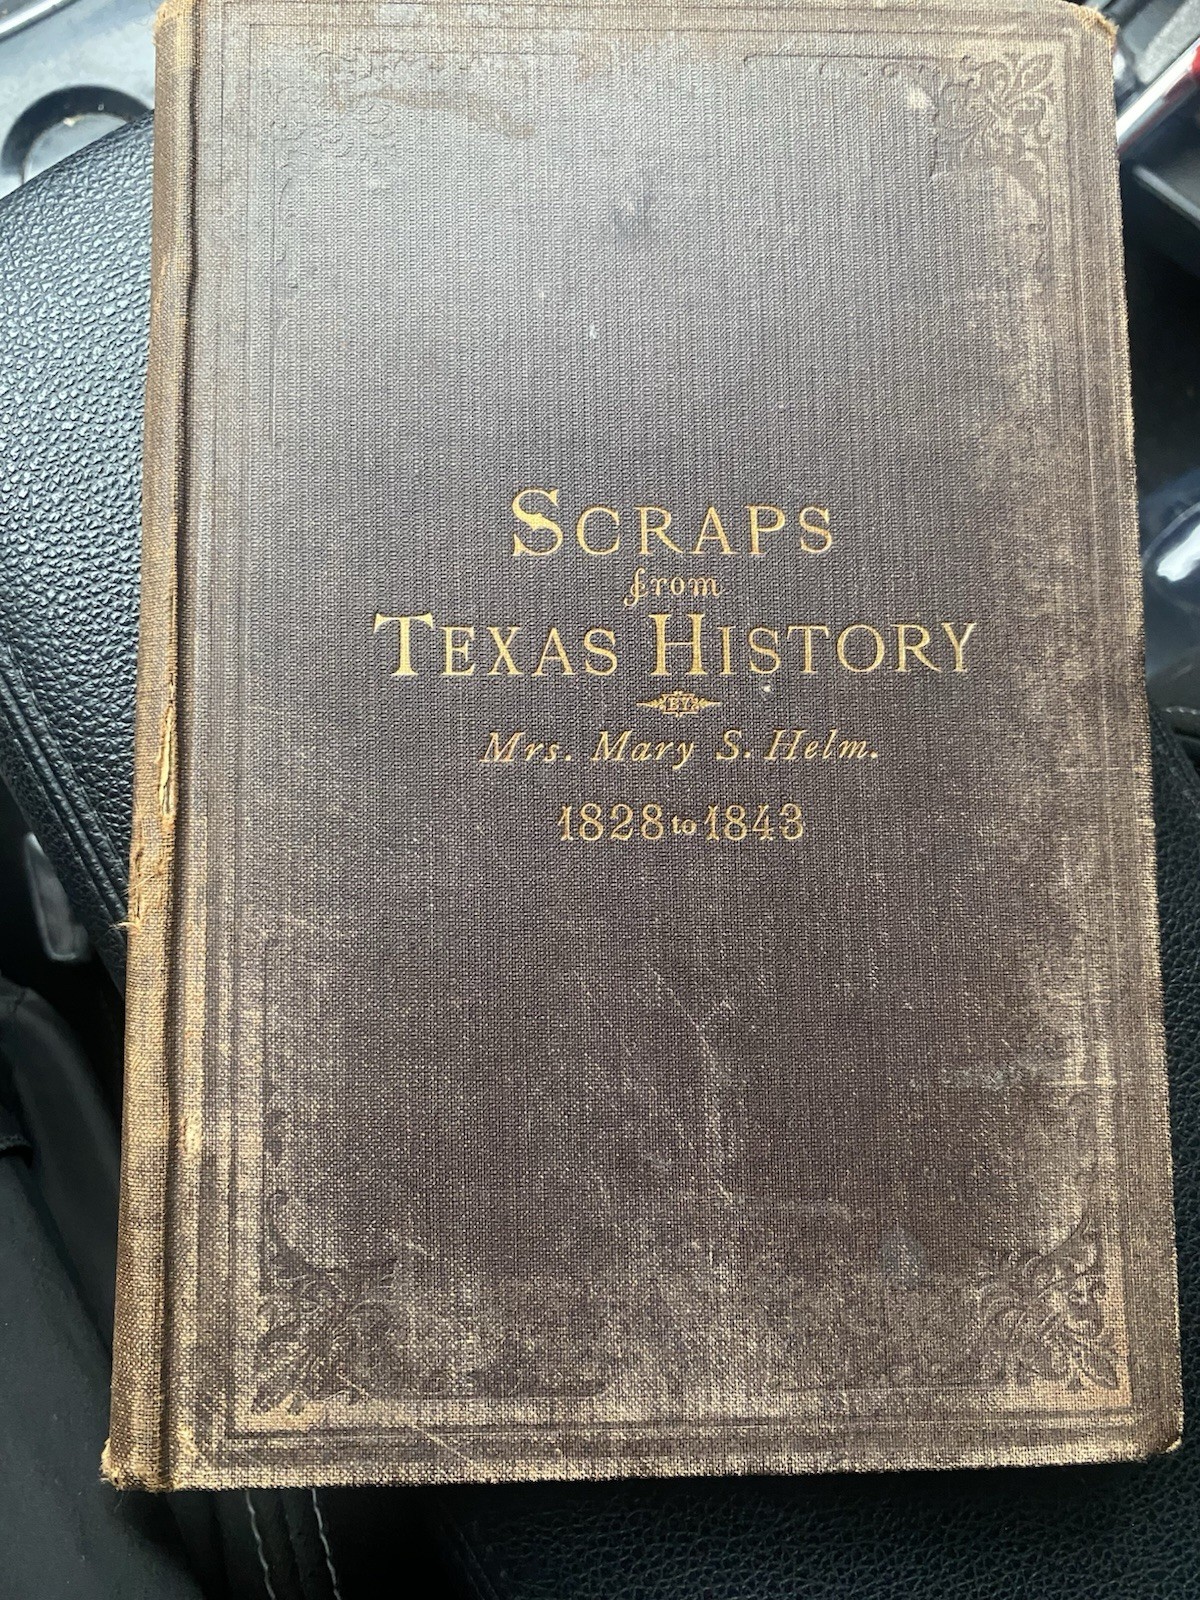 SCRAPS
from
TEXAS HISTORY
BY
Mrs. Mary S. Helm.
1828 to 1843